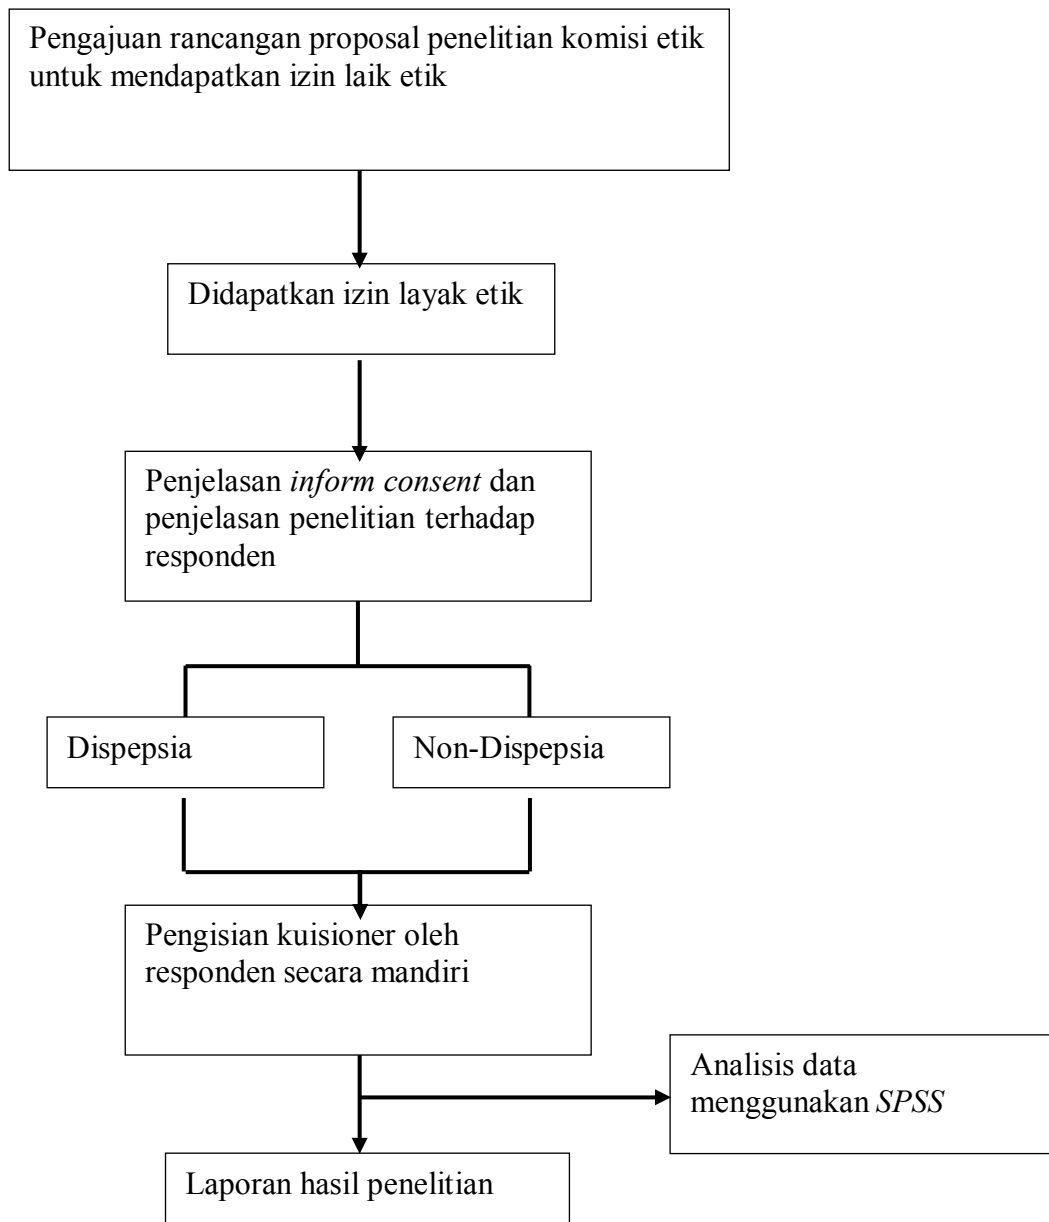 Pengajuan rancangan proposal penelitian komisi etik
untuk mendapatkan izin laik etik
Didapatkan izin layak etik
Penjelasan inform consent dan
penjelasan penelitian terhadap
responden
Dispepsia
Non-Dispepsia
Pengisian kuisioner oleh
responden secara mandiri
Analisis data
menggunakan SPSS
Laporan hasil penelitian